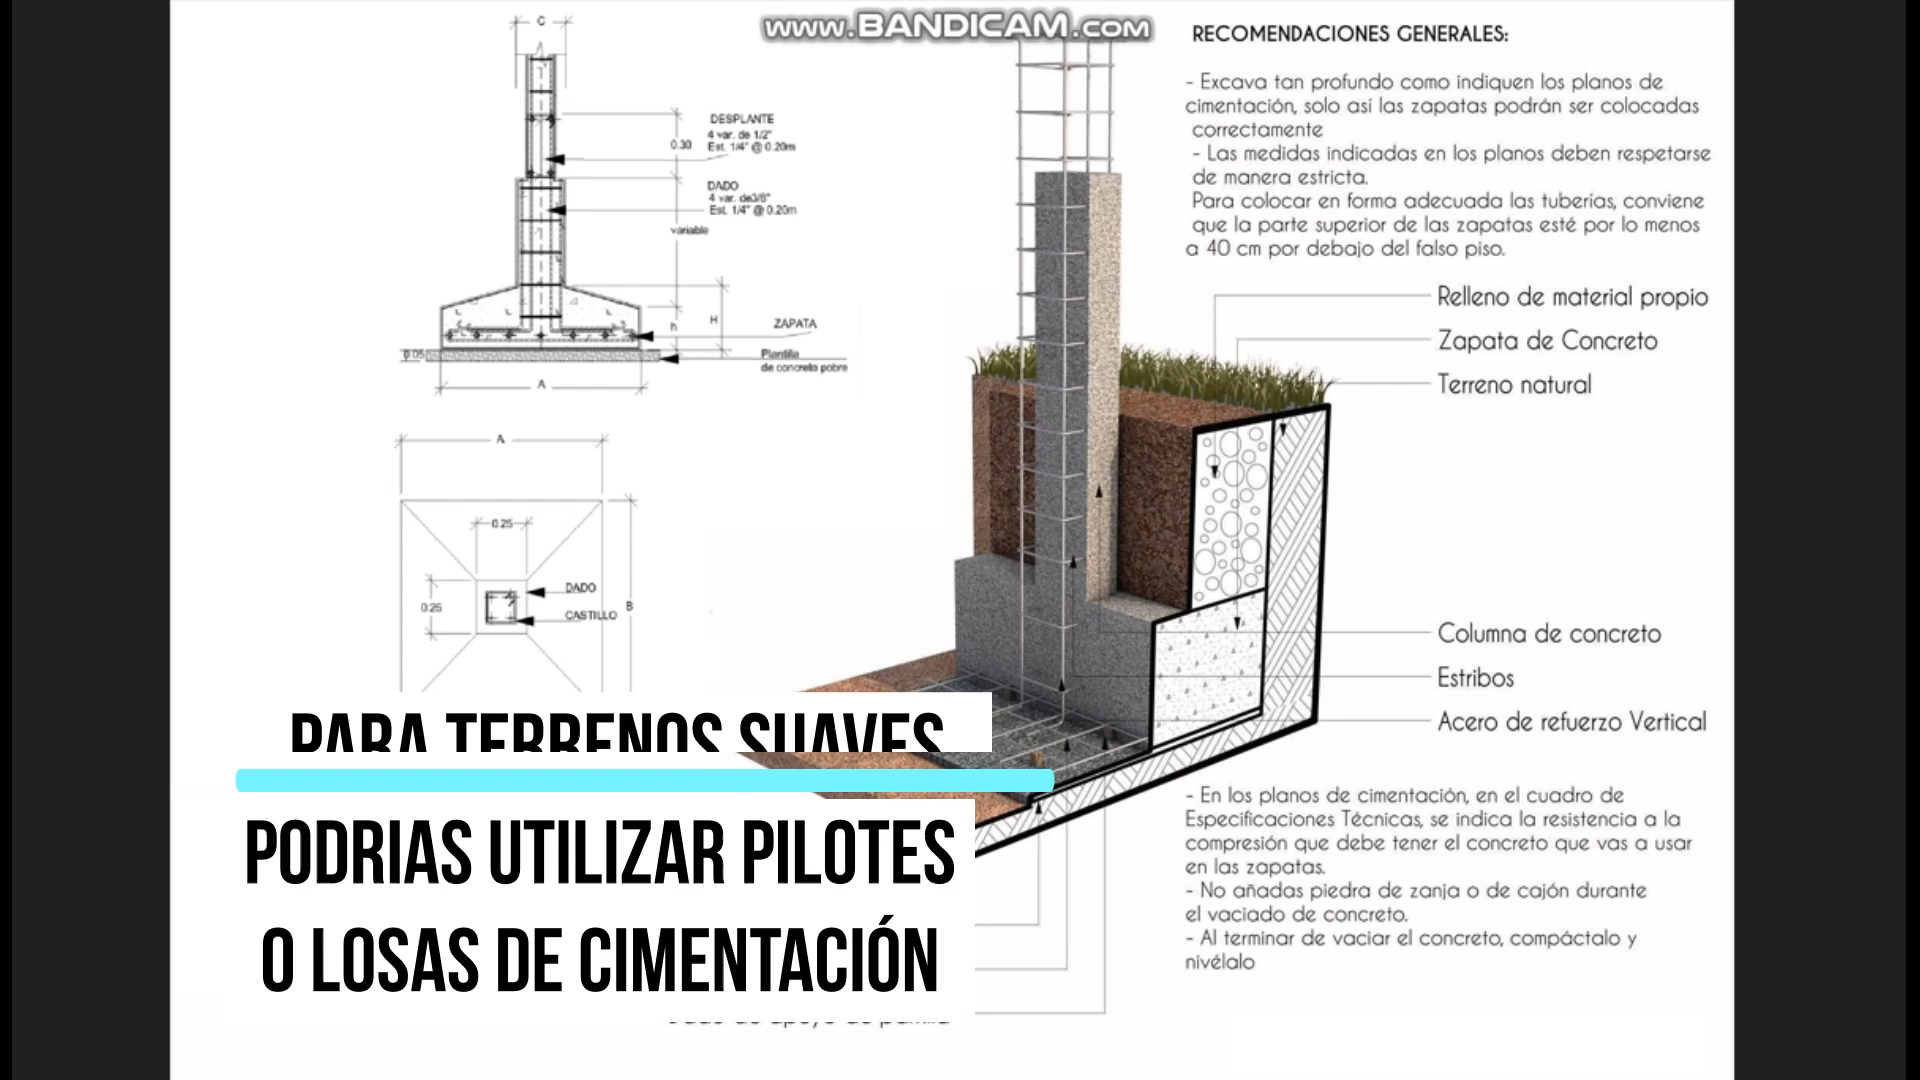 www.BANDICAM.com
C
DESPLANTE
4 var. de 1/2"
Est. 1/4" @ 0.20m
0.30
DADO
4 var. de3/8"
Est. 1/4" @ 0.20m
variable
h
H
ZAPATA
0.05
Plantilla
de concreto pobre
A
A
0.25
0.25
DADO
CASTILLO
B
RECOMENDACIONES GENERALES:
- Excava tan profundo como indiquen los planos de
cimentación, solo así las zapatas podrán ser colocadas
correctamente
- Las medidas indicadas en los planos deben respetarse
de manera estricta.
Para colocar en forma adecuada las tuberias, conviene
que la parte superior de las zapatas esté por lo menos
a 40 cm por debajo del falso piso.
Relleno de material propio
Zapata de Concreto
Terreno natural
Columna de concreto
Estribos
Acero de refuerzo Vertical
- En los planos de cimentación, en el cuadro de
Especificaciones Técnicas, se indica la resistencia a la
compresión que debe tener el concreto que vas a usar
en las zapatas.
- No añadas piedra de zanja o de cajón durante
el vaciado de concreto.
- Al terminar de vaciar el concreto, compáctalo y
nivélalo
PARA TERRENOS SUAVES
PODRIAS UTILIZAR PILOTES
O LOSAS DE CIMENTACIÓN